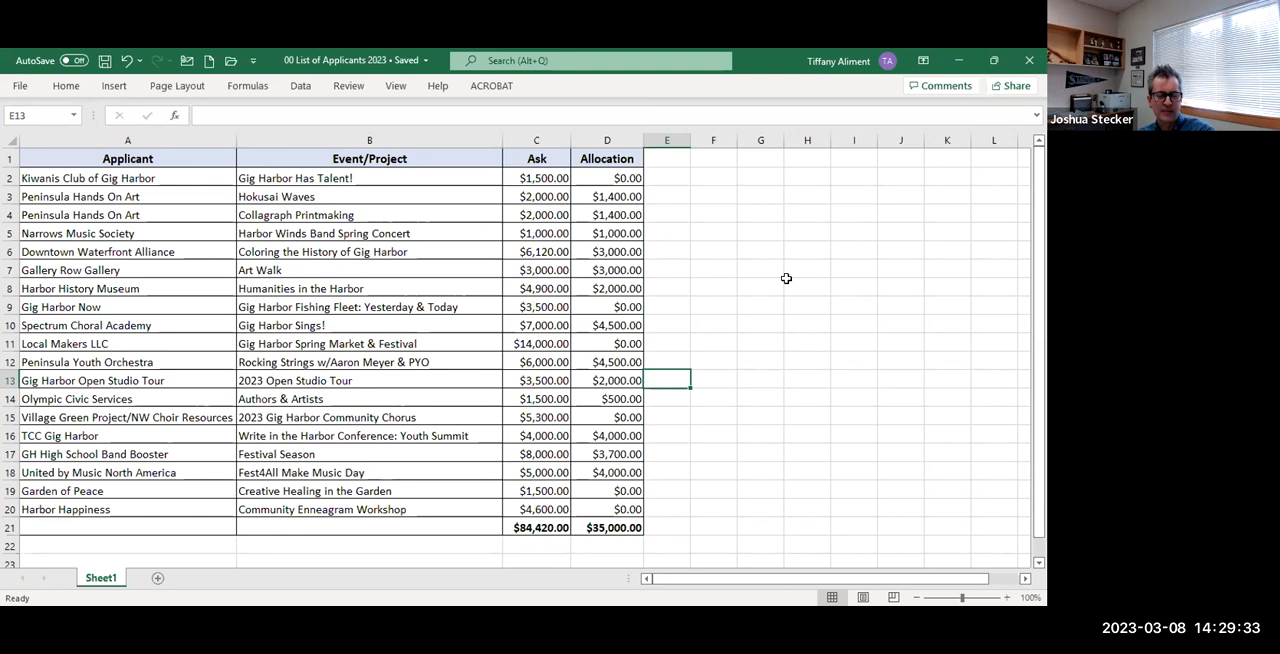 AutoSave Off 00 List of Applicants 2023 • Saved Search (Alt+Q) Tiffany Aliment TA
File Home Insert Page Layout Formulas Data Review View Help ACROBAT Comments Share
Joshua Stecker
E13 fx
A B C D E F G H I J K L
1 Applicant Event/Project Ask Allocation
2 Kiwanis Club of Gig Harbor Gig Harbor Has Talent! $1,500.00 $0.00
3 Peninsula Hands On Art Hokusai Waves $2,000.00 $1,400.00
4 Peninsula Hands On Art Collagraph Printmaking $2,000.00 $1,400.00
5 Narrows Music Society Harbor Winds Band Spring Concert $1,000.00 $1,000.00
6 Downtown Waterfront Alliance Coloring the History of Gig Harbor $6,120.00 $3,000.00
7 Gallery Row Gallery Art Walk $3,000.00 $3,000.00
8 Harbor History Museum Humanities in the Harbor $4,900.00 $2,000.00
9 Gig Harbor Now Gig Harbor Fishing Fleet: Yesterday & Today $3,500.00 $0.00
10 Spectrum Choral Academy Gig Harbor Sings! $7,000.00 $4,500.00
11 Local Makers LLC Gig Harbor Spring Market & Festival $14,000.00 $0.00
12 Peninsula Youth Orchestra Rocking Strings w/Aaron Meyer & PYO $6,000.00 $4,500.00
13 Gig Harbor Open Studio Tour 2023 Open Studio Tour $3,500.00 $2,000.00
14 Olympic Civic Services Authors & Artists $1,500.00 $500.00
15 Village Green Project/NW Choir Resources 2023 Gig Harbor Community Chorus $5,300.00 $0.00
16 TCC Gig Harbor Write in the Harbor Conference: Youth Summit $4,000.00 $4,000.00
17 GH High School Band Booster Festival Season $8,000.00 $3,700.00
18 United by Music North America Fest4All Make Music Day $5,000.00 $4,000.00
19 Garden of Peace Creative Healing in the Garden $1,500.00 $0.00
20 Harbor Happiness Community Enneagram Workshop $4,600.00 $0.00
21 $84,420.00 $35,000.00
22
23
Sheet1
Ready 100%
2023-03-08 14:29:33